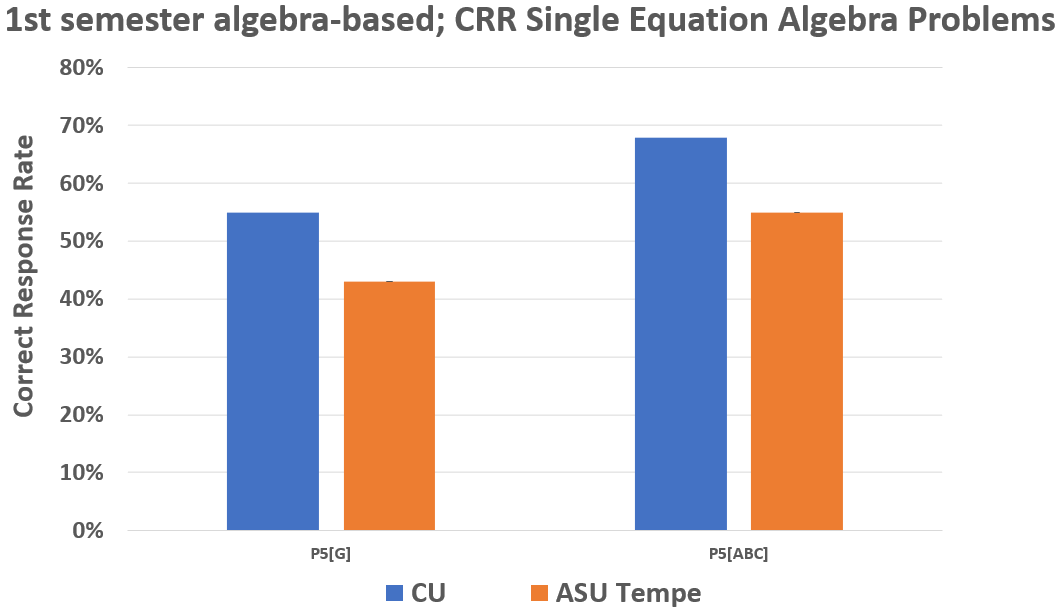 1st semester algebra-based; CRR Single Equation Algebra Problems
Correct Response Rate
80%
70%
60%
50%
40%
30%
20%
10%
0%
P5[G] P5[ABC]
CU ASU Tempe